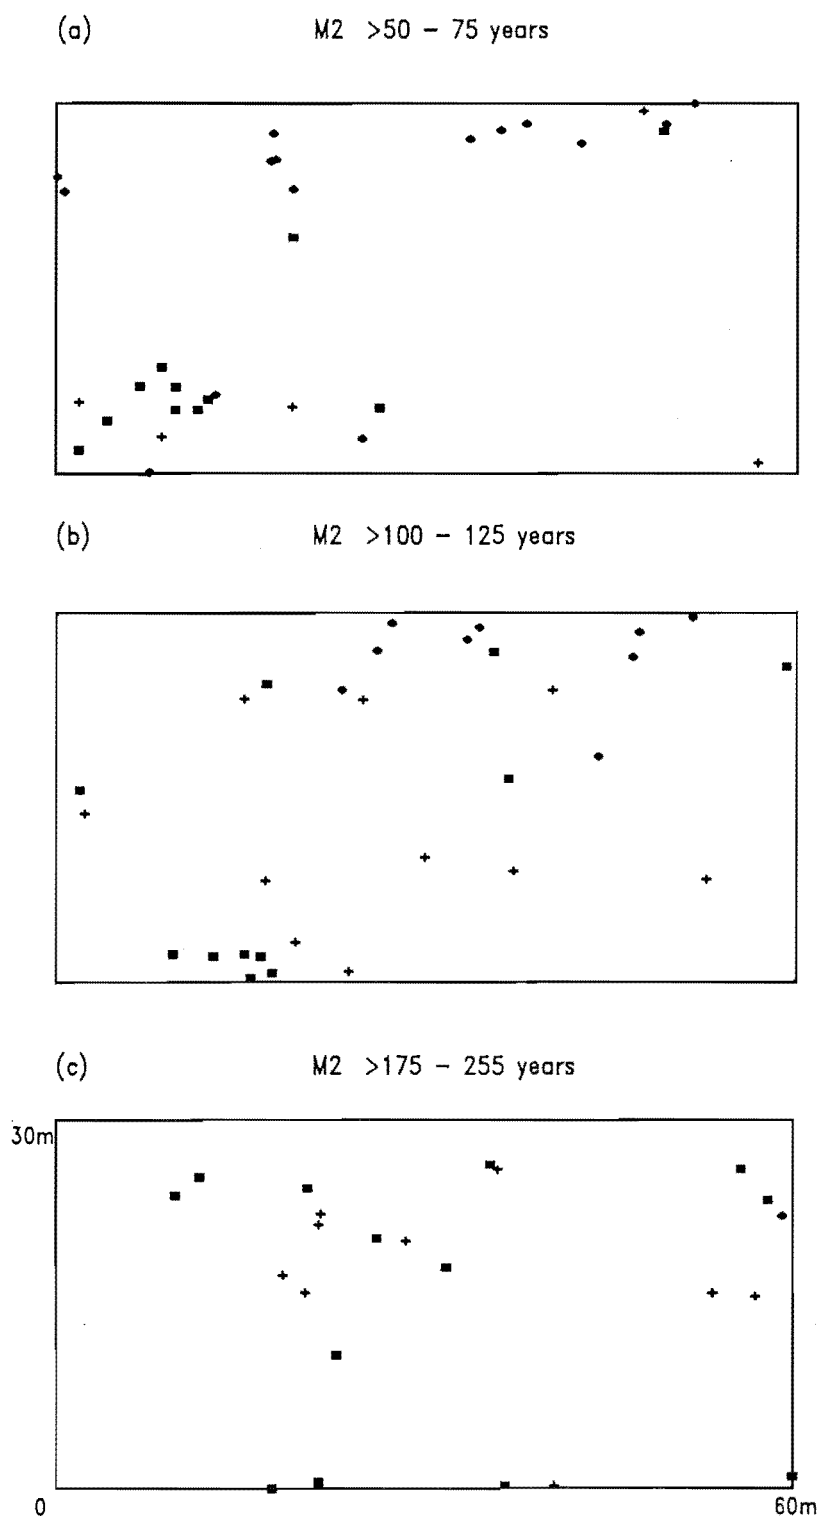 (a) M2 >50 – 75 years
(b) M2 >100 – 125 years
(c) M2 >175 – 255 years
30m
0 60m